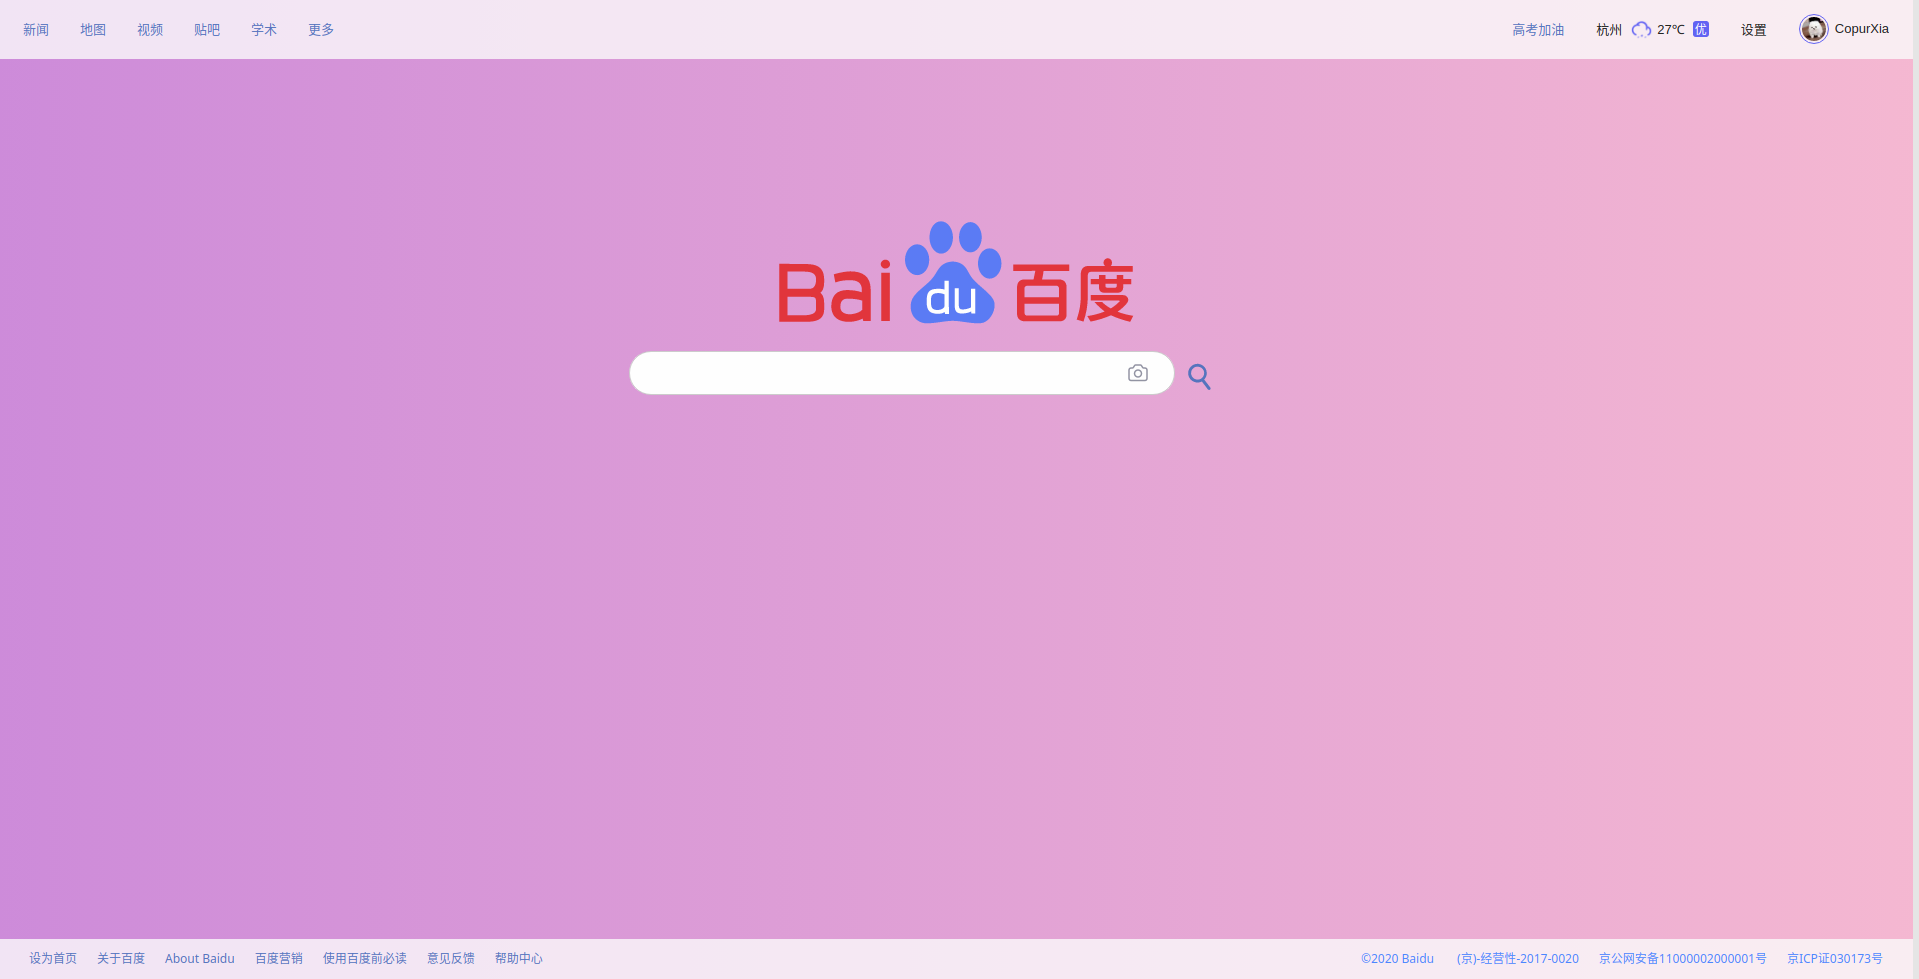 新闻 地图 视频 贴吧 学术 更多 高考加油 杭州 27℃ 优 设置 CopurXia
Bai du 百度
设为首页 关于百度 About Baidu 百度营销 使用百度前必读 意见反馈 帮助中心 ©2020 Baidu (京)-经营性-2017-0020 京公网安备11000002000001号 京ICP证030173号